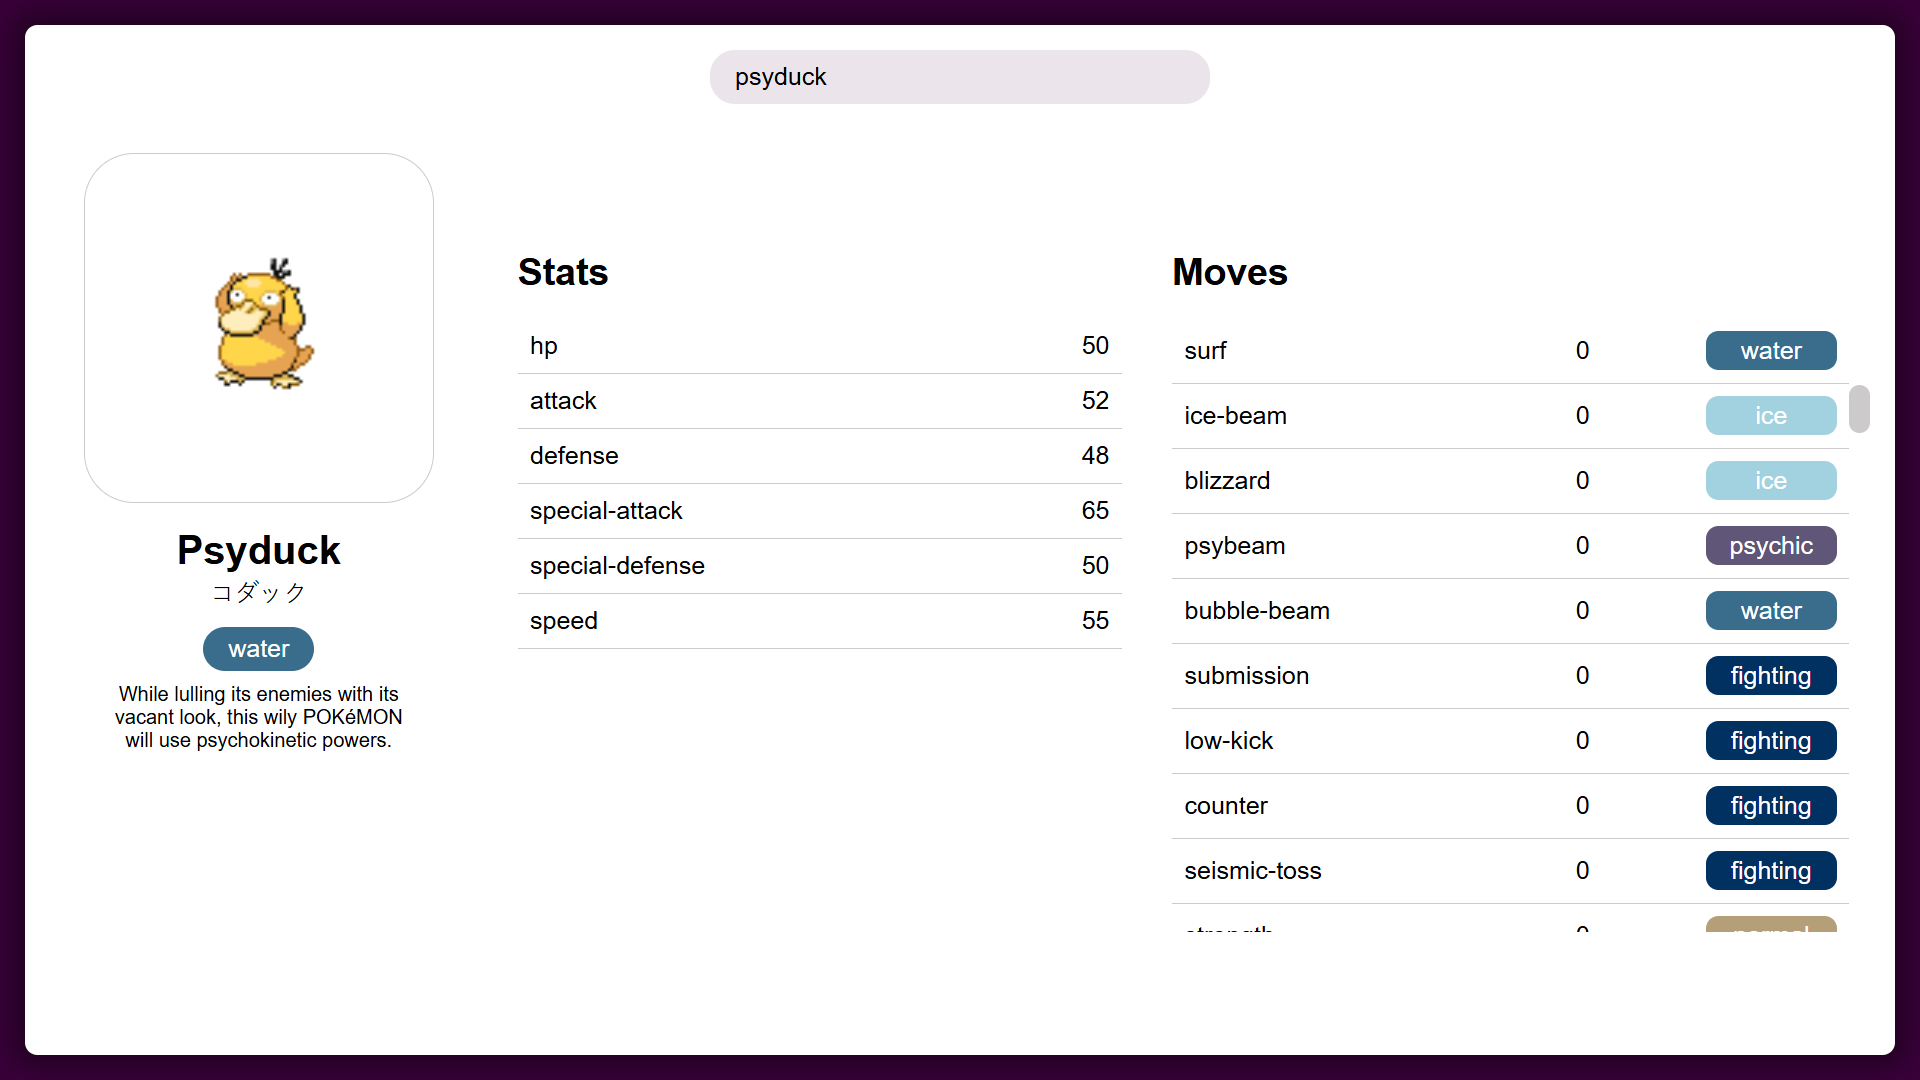 psyduck
Psyduck
コダック
water
While lulling its enemies with its
vacant look, this wily POKéMON
will use psychokinetic powers.
Stats
hp 50
attack 52
defense 48
special-attack 65
special-defense 50
speed 55
Moves
surf 0 water
ice-beam 0 ice
blizzard 0 ice
psybeam 0 psychic
bubble-beam 0 water
submission 0 fighting
low-kick 0 fighting
counter 0 fighting
seismic-toss 0 fighting
strength 0 normal